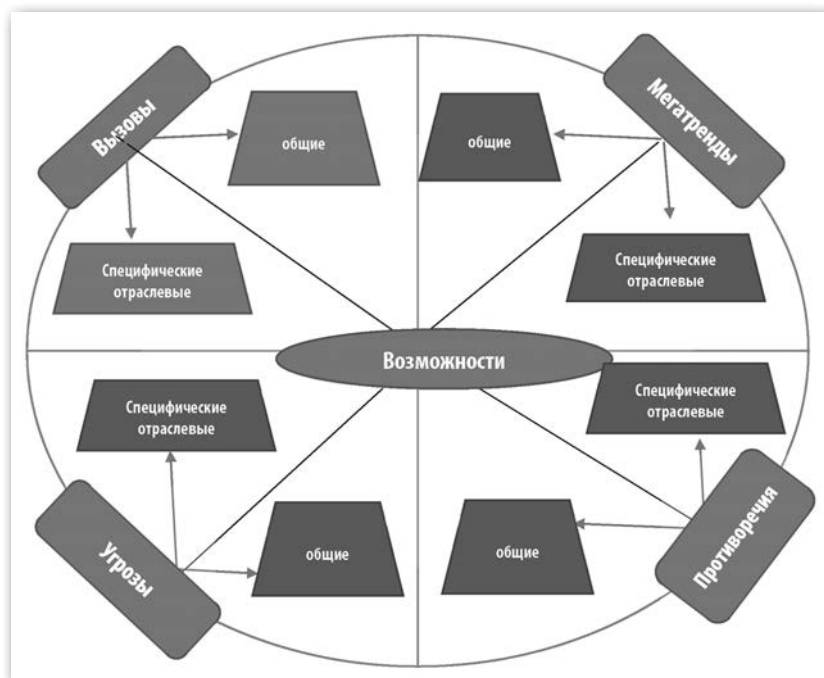 Вызовы
Мегатренды
общие
общие
Специфические
отраслевые
Специфические
отраслевые
Возможности
Специфические
отраслевые
Специфические
отраслевые
Угрозы
общие
общие
Противоречия